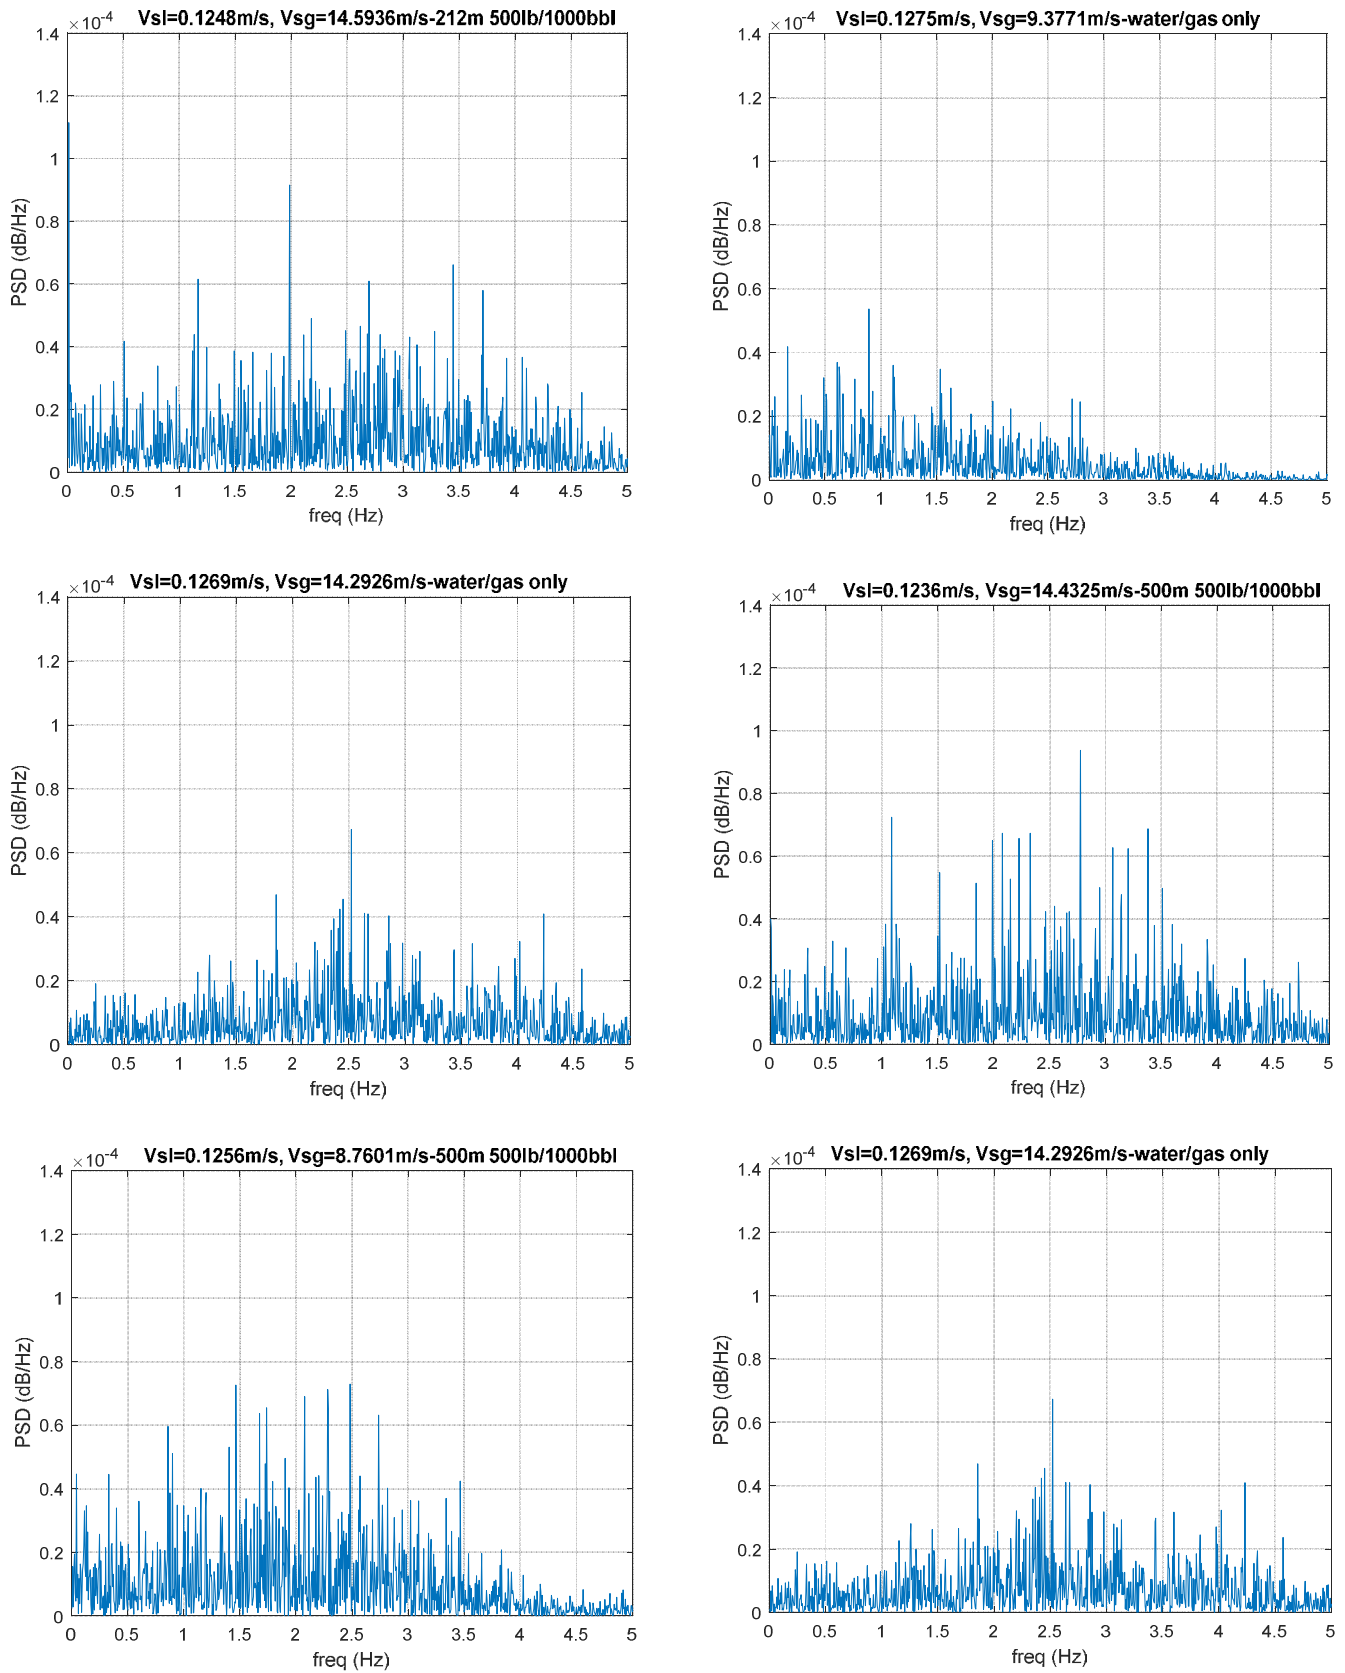 ×10⁻⁴ Vsl=0.1248m/s, Vsg=14.5936m/s-212m 500lb/1000bbl
1.4
1.2
1
0.8
0.6
0.4
0.2
0
PSD (dB/Hz)
0 0.5 1 1.5 2 2.5 3 3.5 4 4.5 5
freq (Hz)
×10⁻⁴ Vsl=0.1275m/s, Vsg=9.3771m/s-water/gas only
1.4
1.2
1
0.8
0.6
0.4
0.2
0
PSD (dB/Hz)
0 0.5 1 1.5 2 2.5 3 3.5 4 4.5 5
freq (Hz)
×10⁻⁴ Vsl=0.1269m/s, Vsg=14.2926m/s-water/gas only
1.4
1.2
1
0.8
0.6
0.4
0.2
0
PSD (dB/Hz)
0 0.5 1 1.5 2 2.5 3 3.5 4 4.5 5
freq (Hz)
×10⁻⁴ Vsl=0.1236m/s, Vsg=14.4325m/s-500m 500lb/1000bbl
1.4
1.2
1
0.8
0.6
0.4
0.2
0
PSD (dB/Hz)
0 0.5 1 1.5 2 2.5 3 3.5 4 4.5 5
freq (Hz)
×10⁻⁴ Vsl=0.1256m/s, Vsg=8.7601m/s-500m 500lb/1000bbl
1.4
1.2
1
0.8
0.6
0.4
0.2
0
PSD (dB/Hz)
0 0.5 1 1.5 2 2.5 3 3.5 4 4.5 5
freq (Hz)
×10⁻⁴ Vsl=0.1269m/s, Vsg=14.2926m/s-water/gas only
1.4
1.2
1
0.8
0.6
0.4
0.2
0
PSD (dB/Hz)
0 0.5 1 1.5 2 2.5 3 3.5 4 4.5 5
freq (Hz)